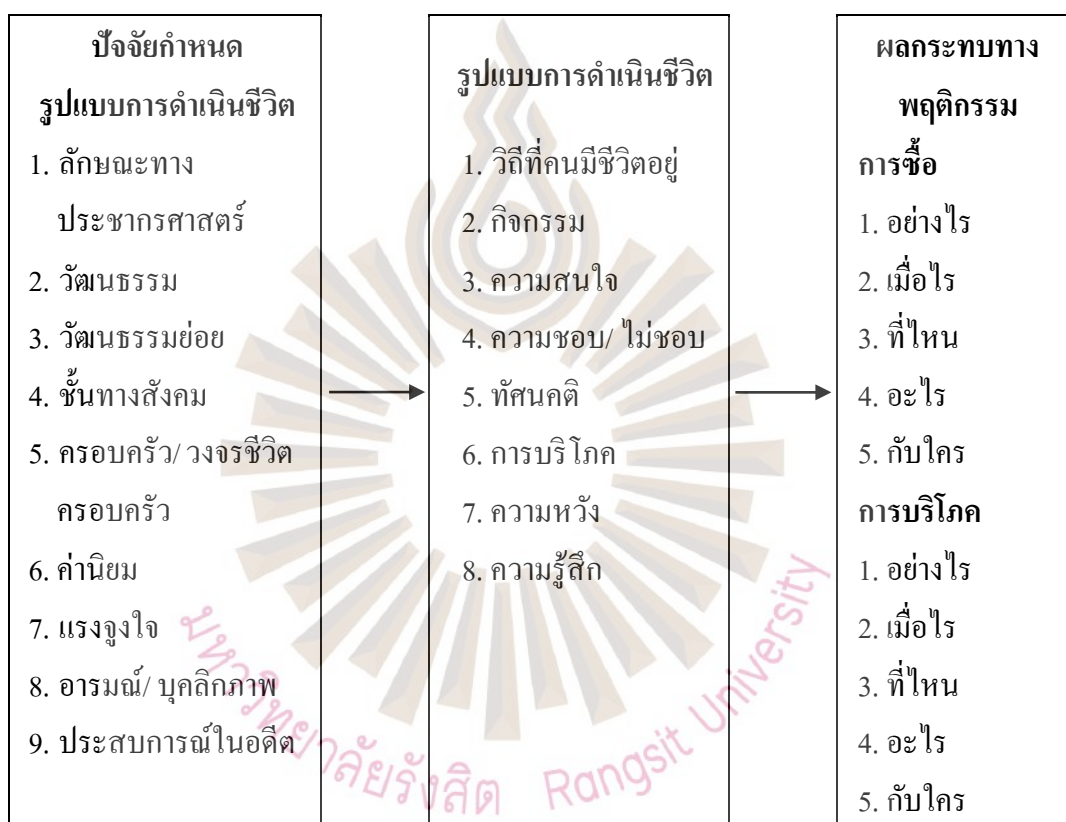 ปัจจัยกำหนด
รูปแบบการดำเนินชีวิต
1. ลักษณะทาง
ประชากรศาสตร์
2. วัฒนธรรม
3. วัฒนธรรมย่อย
4. ชั้นทางสังคม
5. ครอบครัว/ วงจรชีวิต
ครอบครัว
6. ค่านิยม
7. แรงจูงใจ
8. อารมณ์/ บุคลิกภาพ
9. ประสบการณ์ในอดีต
รูปแบบการดำเนินชีวิต
1. วิถีที่คนมีชีวิตอยู่
2. กิจกรรม
3. ความสนใจ
4. ความชอบ/ ไม่ชอบ
5. ทัศนคติ
6. การบริโภค
7. ความหวัง
8. ความรู้สึก
ผลกระทบทาง
พฤติกรรม
การซื้อ
1. อย่างไร
2. เมื่อไร
3. ที่ไหน
4. อะไร
5. กับใคร
การบริโภค
1. อย่างไร
2. เมื่อไร
3. ที่ไหน
4. อะไร
5. กับใคร
มหาวิทยาลัยรังสิต Rangsit University